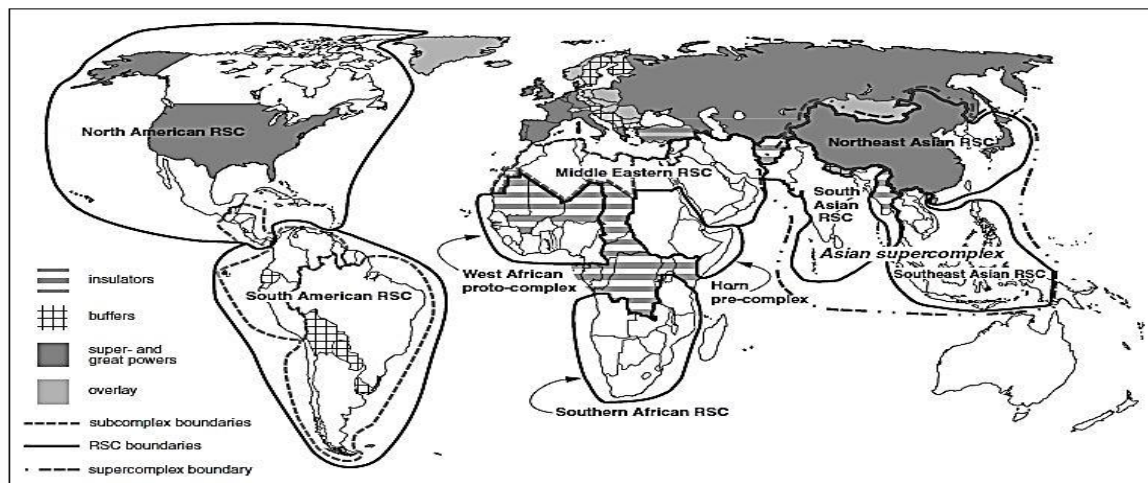 North American RSC
Middle Eastern RSC
Northeast Asian RSC
South
Asian
RSC
Asian supercomplex
Southeast Asian RSC
West African
proto-complex
Horn
pre-complex
South American RSC
Southern African RSC
insulators
buffers
super- and
great powers
overlay
subcomplex boundaries
RSC boundaries
supercomplex boundary